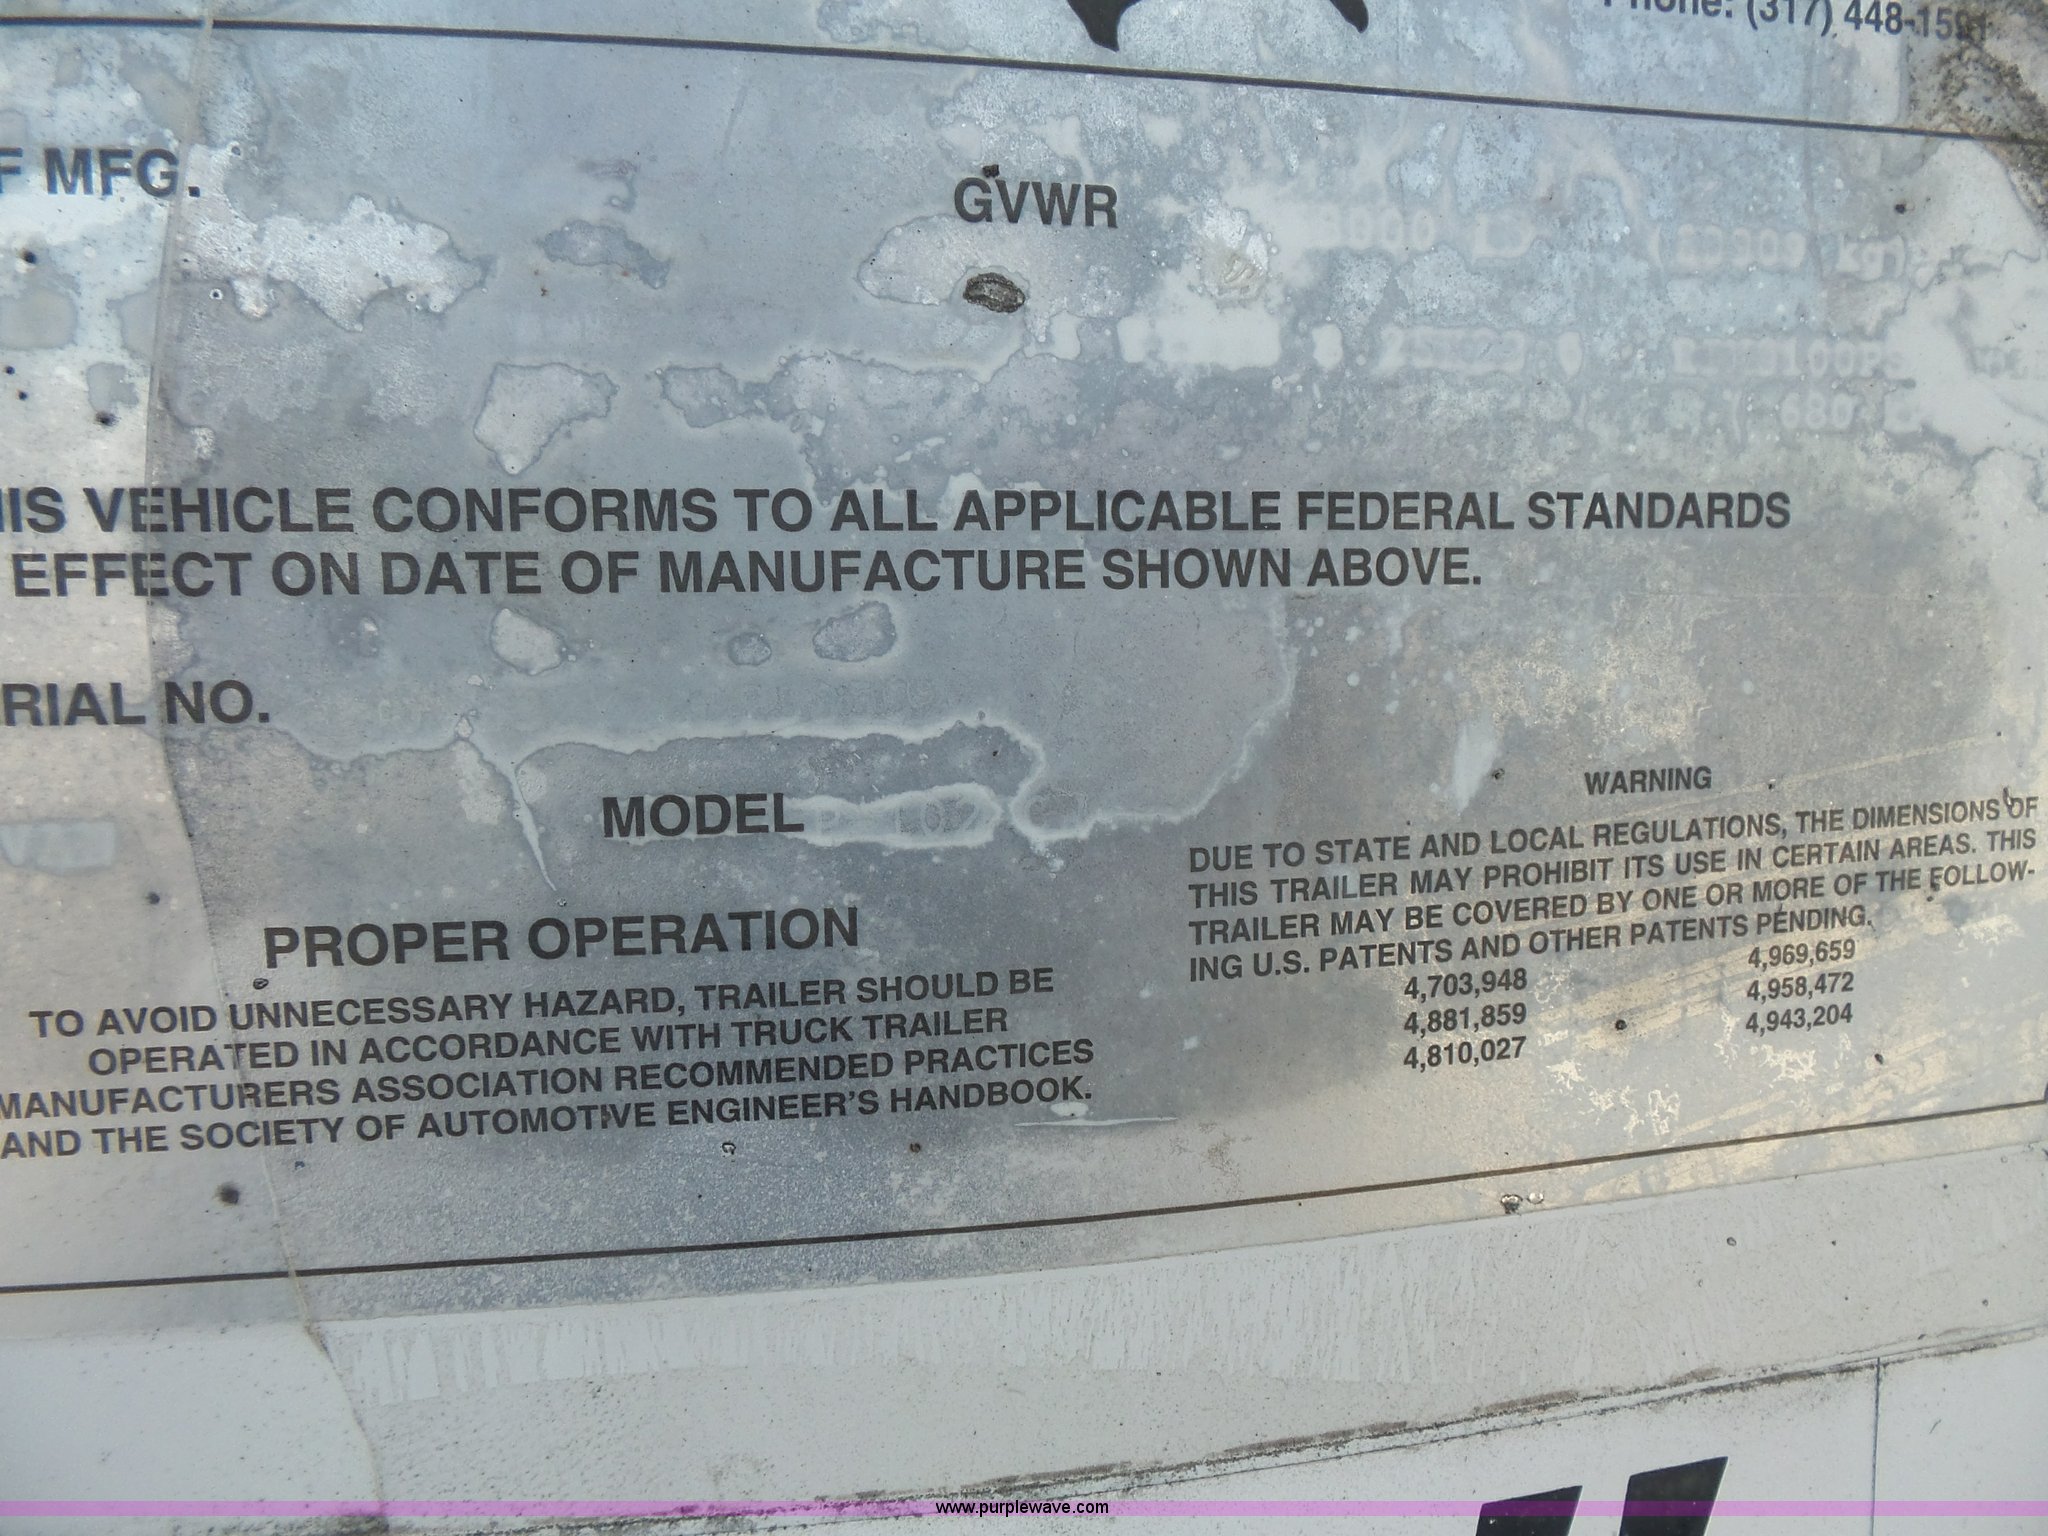 Phone: (317) 448-1591
F MFG.
GVWR
100PS
680
HIS VEHICLE CONFORMS TO ALL APPLICABLE FEDERAL STANDARDS
EFFECT ON DATE OF MANUFACTURE SHOWN ABOVE.
RIAL NO.
MODEL
PROPER OPERATION
TO AVOID UNNECESSARY HAZARD, TRAILER SHOULD BE
OPERATED IN ACCORDANCE WITH TRUCK TRAILER
MANUFACTURERS ASSOCIATION RECOMMENDED PRACTICES
AND THE SOCIETY OF AUTOMOTIVE ENGINEER'S HANDBOOK.
WARNING
DUE TO STATE AND LOCAL REGULATIONS, THE DIMENSIONS OF
THIS TRAILER MAY PROHIBIT ITS USE IN CERTAIN AREAS. THIS
TRAILER MAY BE COVERED BY ONE OR MORE OF THE FOLLOW-
ING U.S. PATENTS AND OTHER PATENTS PENDING.
4,703,948 4,969,659
4,881,859 4,958,472
4,810,027 4,943,204
www.purplewave.com